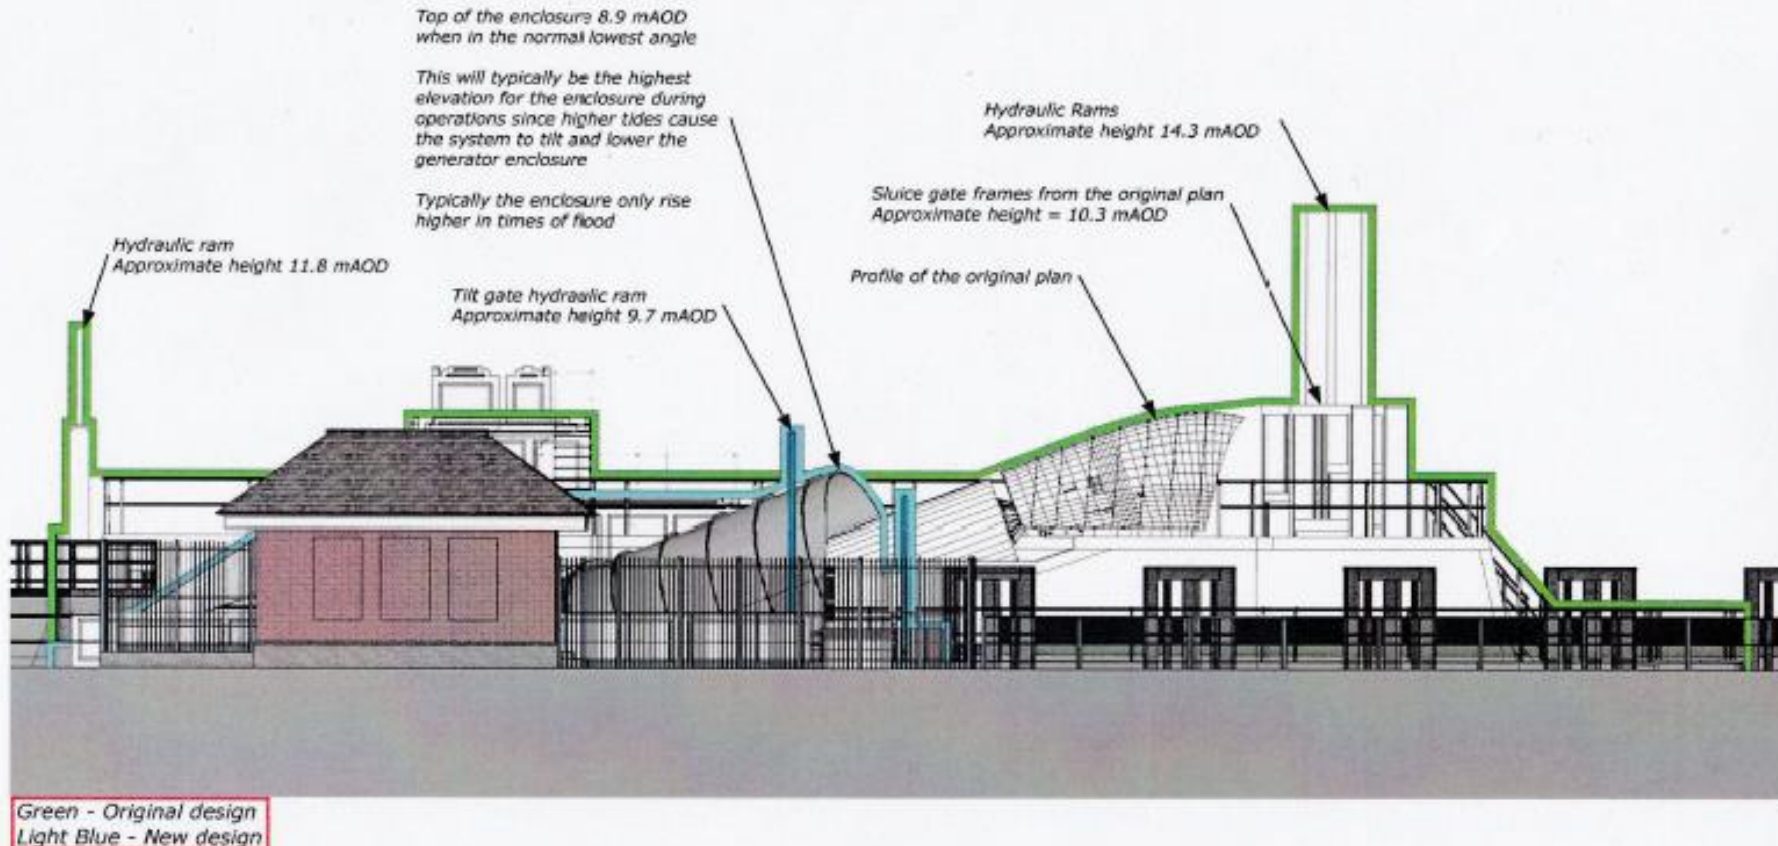 Top of the enclosure 8.9 mAOD
when in the normal lowest angle
This will typically be the highest
elevation for the enclosure during
operations since higher tides cause
the system to tilt and lower the
generator enclosure
Typically the enclosure only rise
higher in times of flood
Hydraulic ram
Approximate height 11.8 mAOD
Tilt gate hydraulic ram
Approximate height 9.7 mAOD
Hydraulic Rams
Approximate height 14.3 mAOD
Sluice gate frames from the original plan
Approximate height = 10.3 mAOD
Profile of the original plan
Green - Original design
Light Blue - New design